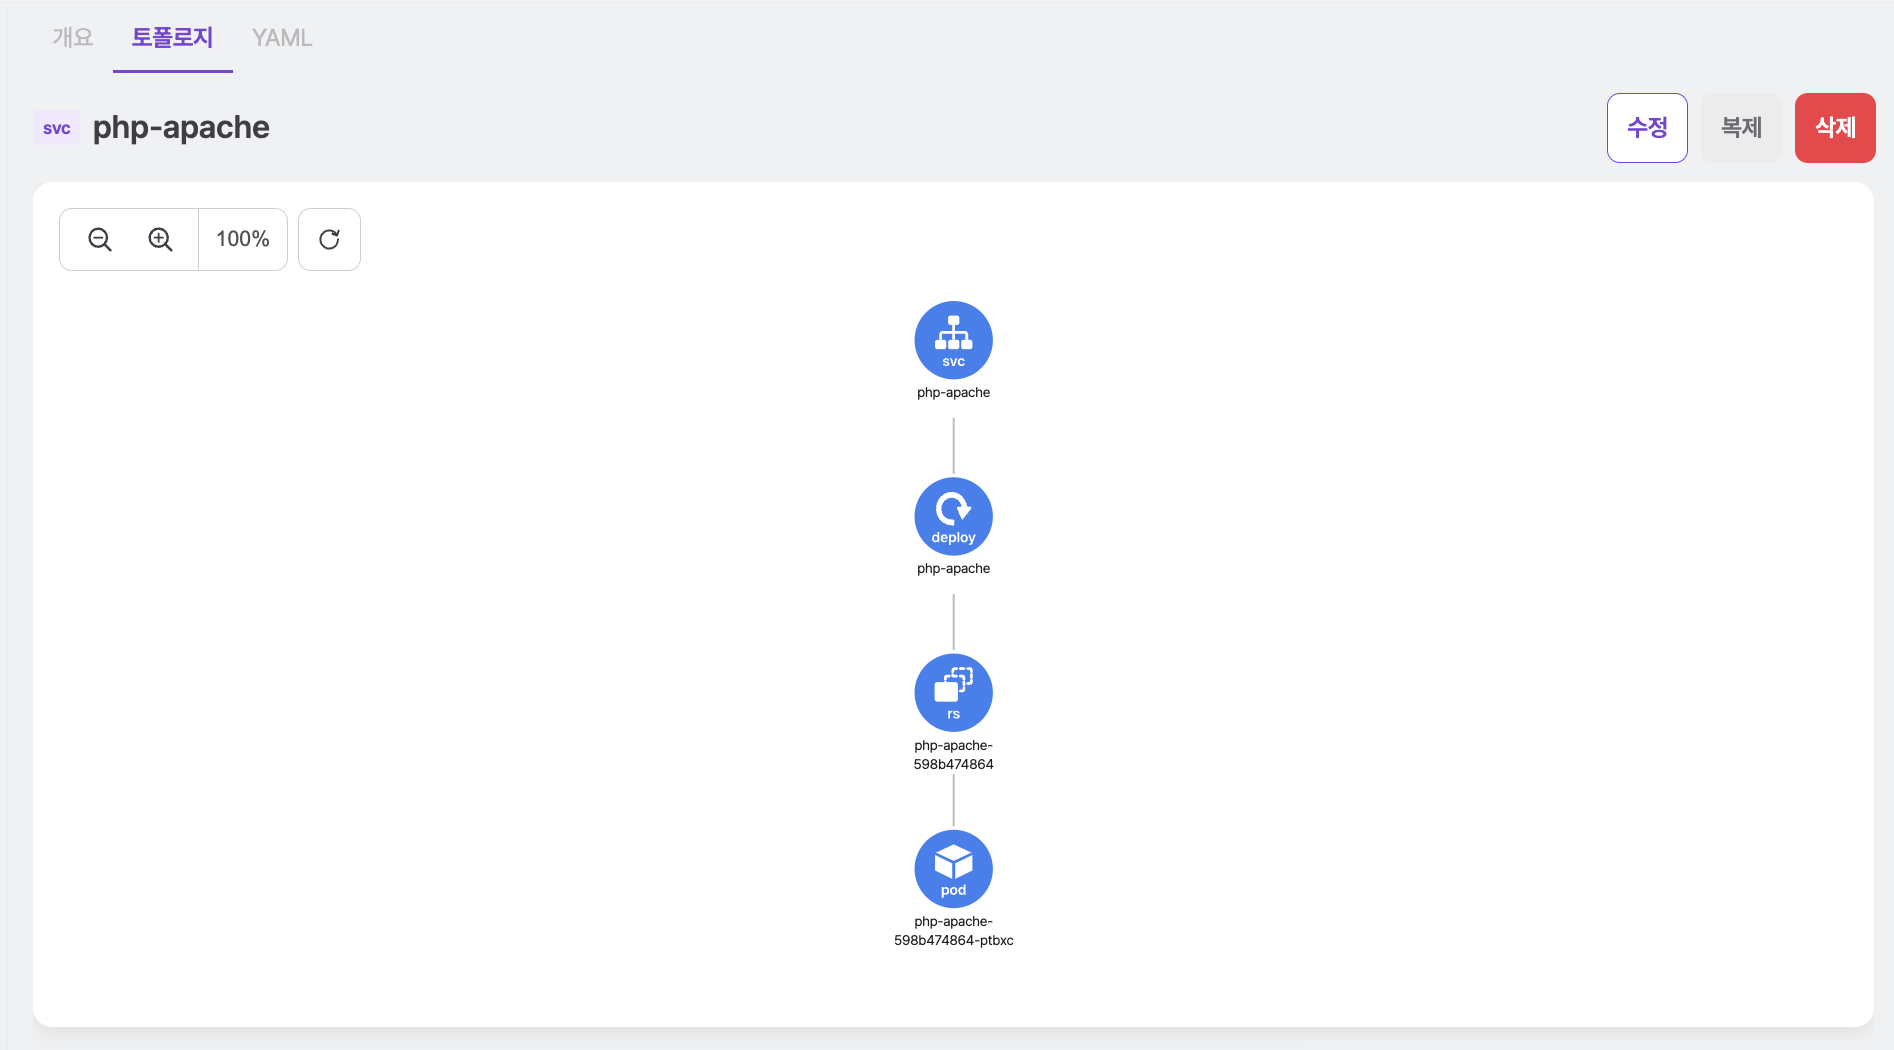 개요 토폴로지 YAML
svc php-apache
수정 복제 삭제
100%
svc
php-apache
deploy
php-apache
rs
php-apache-
598b474864
pod
php-apache-
598b474864-ptbxc